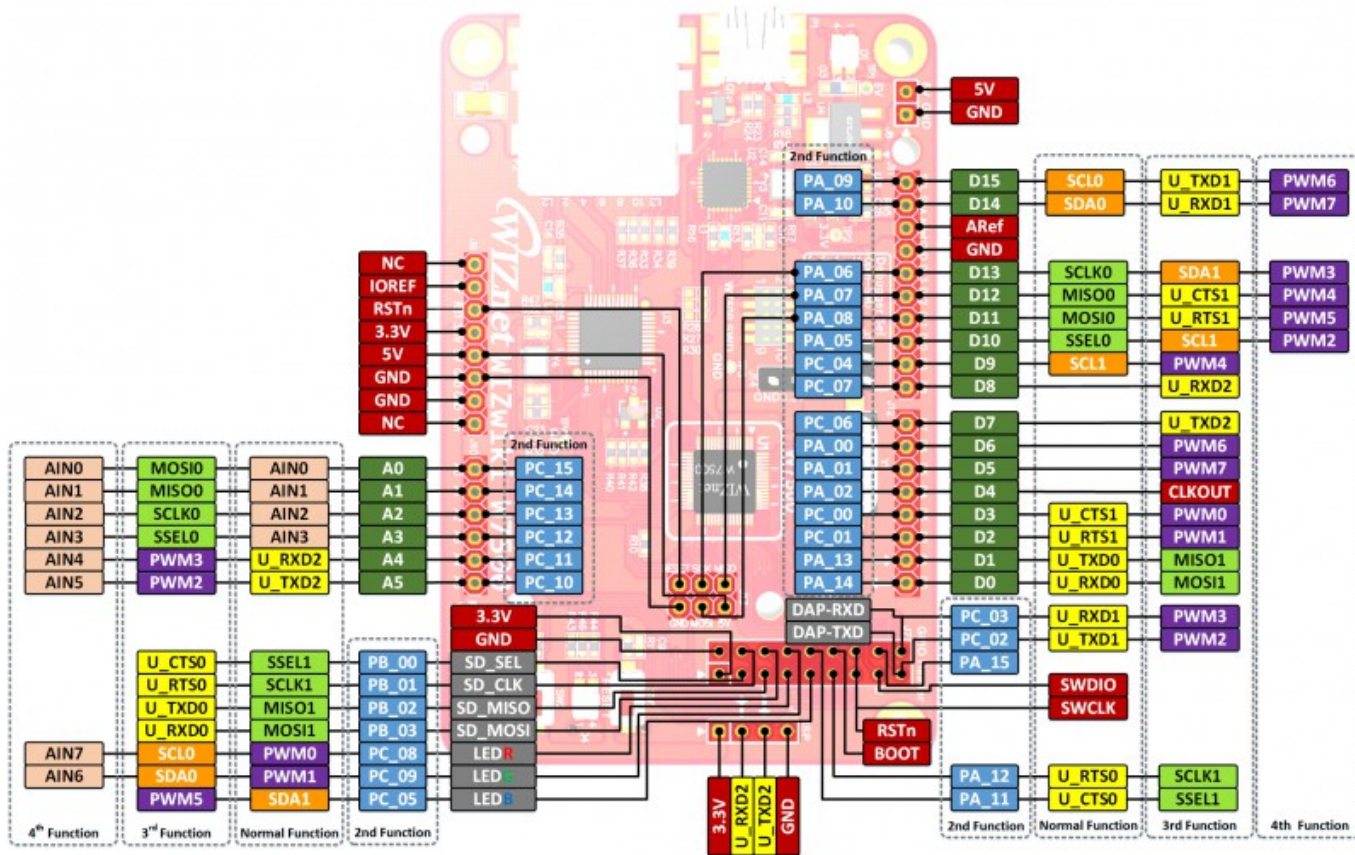 5V
GND
2nd Function
PA_09 D15 SCL0 U_TXD1 PWM6
PA_10 D14 SDA0 U_RXD1 PWM7
ARef
GND
PA_06 D13 SCLK0 SDA1 PWM3
PA_07 D12 MISO0 U_CTS1 PWM4
PA_08 D11 MOSI0 U_RTS1 PWM5
PA_05 D10 SSEL0 SCL1 PWM2
PC_04 D9 SCL1 PWM4
PC_07 D8 U_RXD2
PC_06 D7 U_TXD2
PA_00 D6 PWM6
PA_01 D5 PWM7
PA_02 D4 CLKOUT
PC_00 D3 U_CTS1 PWM0
PC_01 D2 U_RTS1 PWM1
PA_13 D1 U_TXD0 MISO1
PA_14 D0 U_RXD0 MOSI1
DAP-RXD
DAP-TXD
PC_03 U_RXD1 PWM3
PC_02 U_TXD1 PWM2
PA_15
SWDIO
SWCLK
RSTn
BOOT
PA_12 U_RTS0 SCLK1
PA_11 U_CTS0 SSEL1
2nd Function Normal Function 3rd Function 4th Function
NC
IOREF
RSTn
3.3V
5V
GND
GND
NC
2nd Function
AIN0 MOSI0 AIN0 A0 PC_15
AIN1 MISO0 AIN1 A1 PC_14
AIN2 SCLK0 AIN2 A2 PC_13
AIN3 SSEL0 AIN3 A3 PC_12
AIN4 PWM3 U_RXD2 A4 PC_11
AIN5 PWM2 U_TXD2 A5 PC_10
3.3V
GND
U_CTS0 SSEL1 PB_00 SD_SEL
U_RTS0 SCLK1 PB_01 SD_CLK
U_TXD0 MISO1 PB_02 SD_MISO
U_RXD0 MOSI1 PB_03 SD_MOSI
AIN7 SCL0 PWM0 PC_08 LEDR
AIN6 SDA0 PWM1 PC_09 LEDG
PWM5 SDA1 PC_05 LEDB
4th Function 3rd Function Normal Function 2nd Function
3.3V
U_RXD2
U_TXD2
GND
WIZnet
WIZnet
GND MOSI 5V